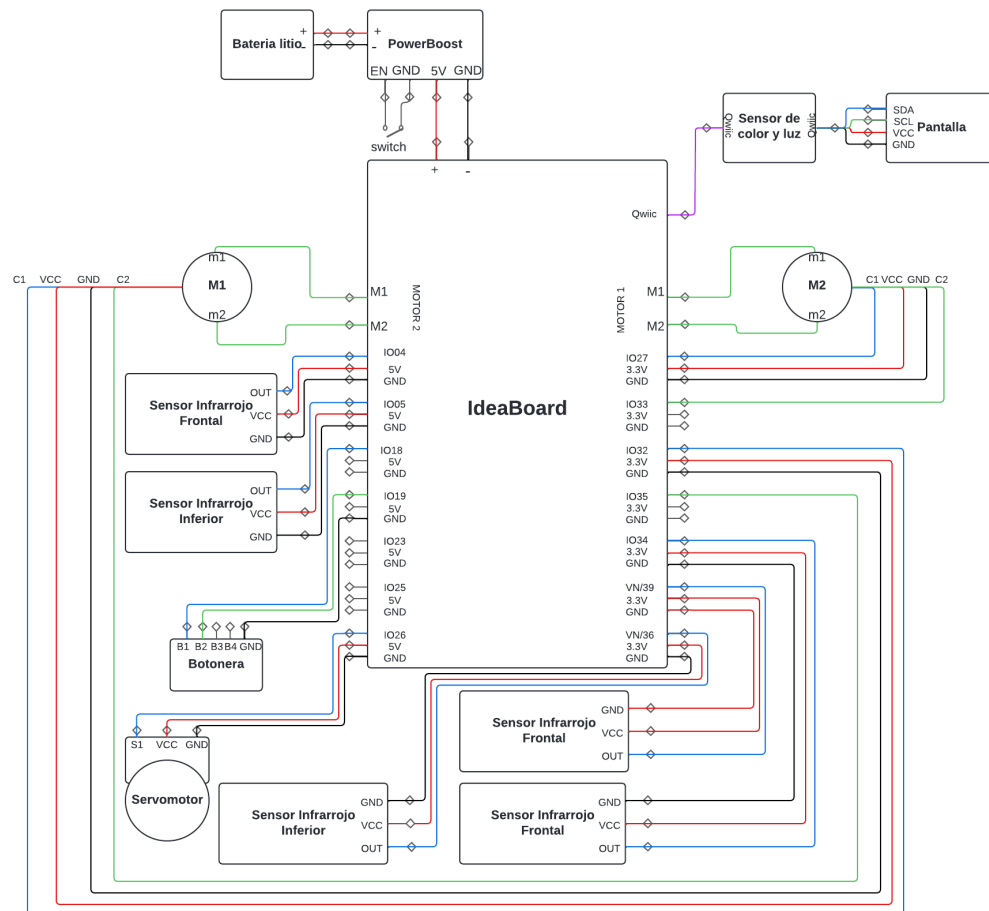 Bateria litio
+
-
+
-
PowerBoost
EN GND 5V GND
switch
+ -
Sensor de
color y luz
Qwiic
Qwiic
SDA
SCL
VCC
GND
Pantalla
Qwiic
IdeaBoard
C1 VCC GND C2
m1
M1
m2
M1
M2
MOTOR 2
MOTOR 1
M1
M2
m1
M2
m2
C1 VCC GND C2
IO04
5V
GND
IO05
5V
GND
IO18
5V
GND
IO19
5V
GND
IO23
5V
GND
IO25
5V
GND
IO26
5V
GND
IO27
3.3V
GND
IO33
3.3V
GND
IO32
3.3V
GND
IO35
3.3V
GND
IO34
3.3V
GND
VN/39
3.3V
GND
VN/36
3.3V
GND
Sensor Infrarrojo
Frontal
OUT
VCC
GND
Sensor Infrarrojo
Inferior
OUT
VCC
GND
B1 B2 B3 B4 GND
Botonera
S1 VCC GND
Servomotor
Sensor Infrarrojo
Inferior
GND
VCC
OUT
Sensor Infrarrojo
Frontal
GND
VCC
OUT
Sensor Infrarrojo
Frontal
GND
VCC
OUT